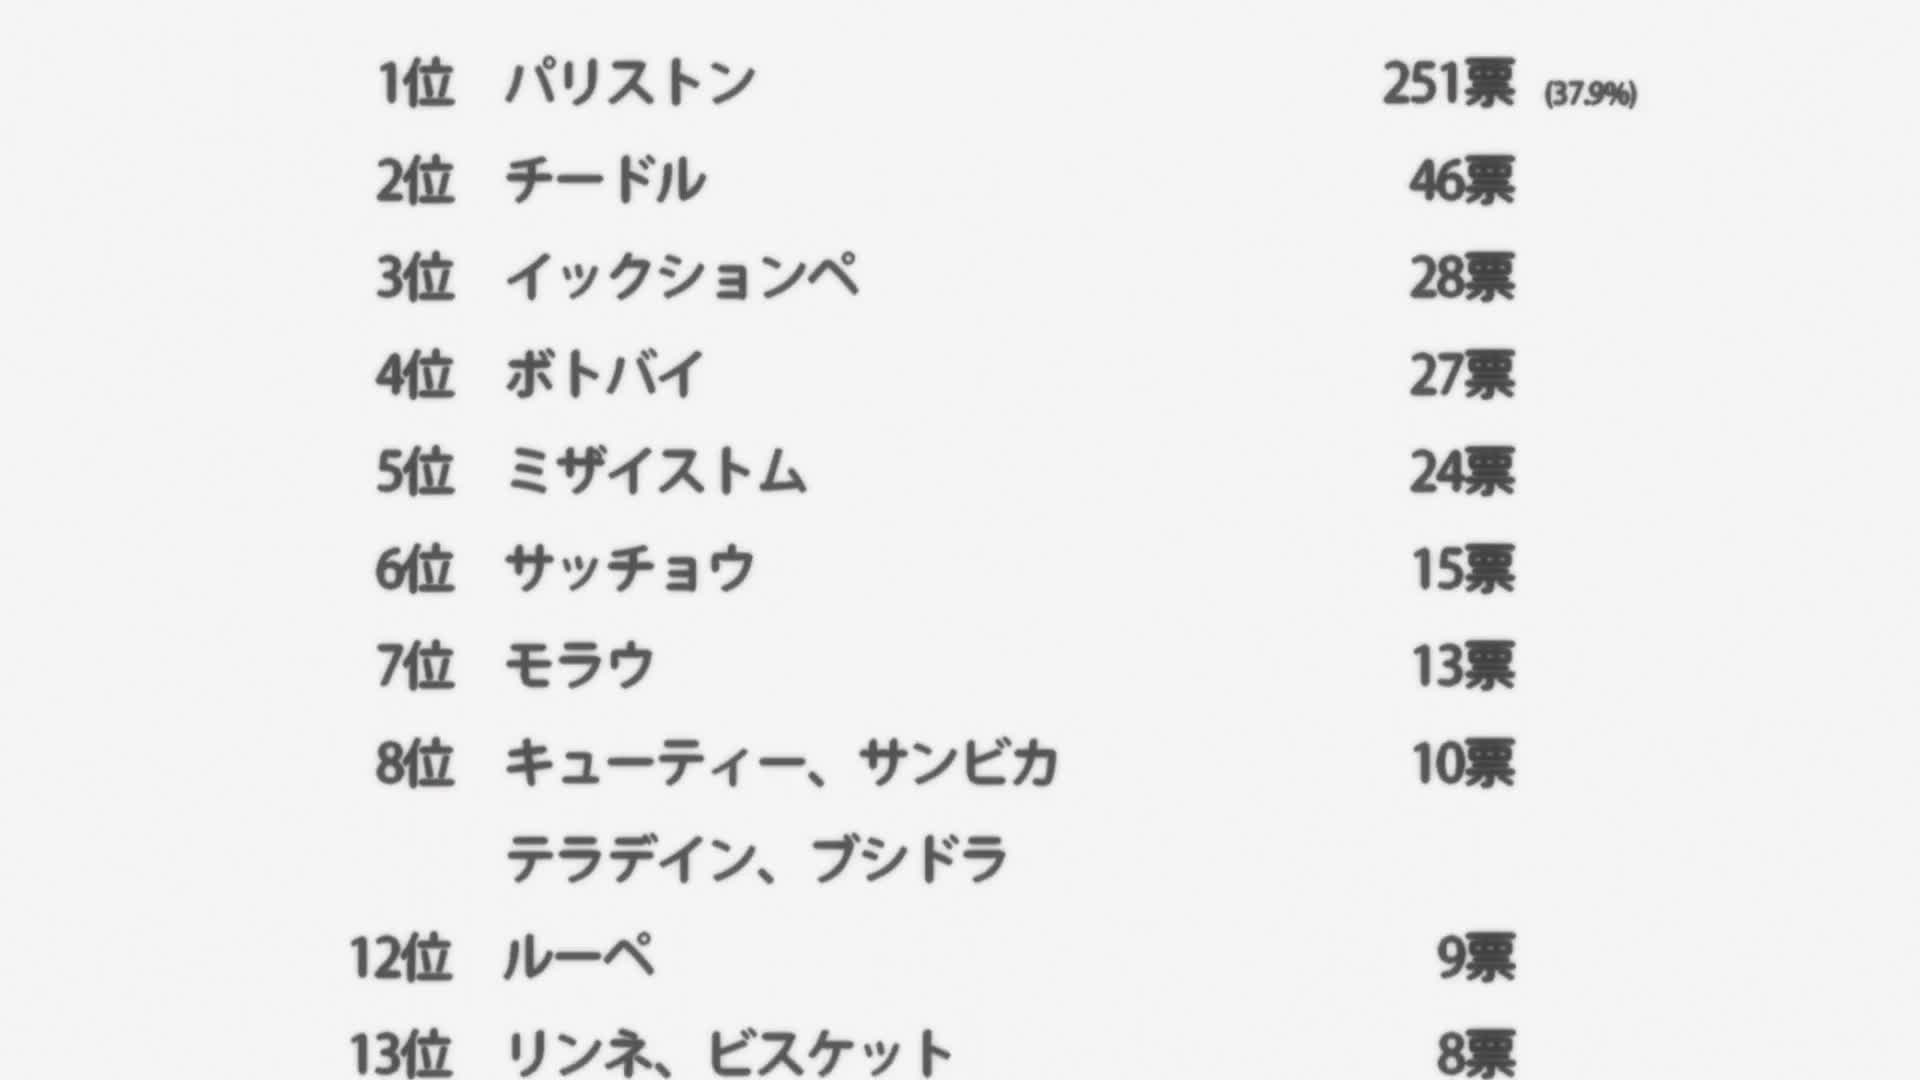 1位 パリストン 251票 (37.9%)
2位 チードル 46票
3位 イックションペ 28票
4位 ボトバイ 27票
5位 ミザイストム 24票
6位 サッチョウ 15票
7位 モラウ 13票
8位 キューティー、サンビカ 10票
テラデイン、ブシドラ
12位 ルーペ 9票
13位 リンネ、ビスケット 8票